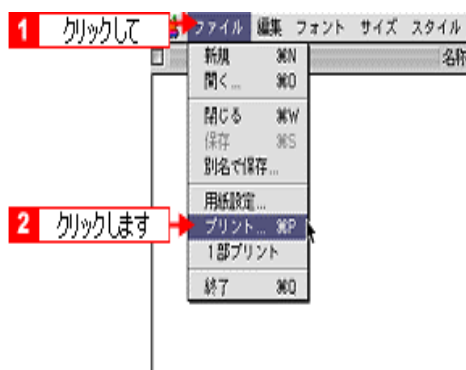 1 クリックして
ファイル 編集 フォント サイズ スタイル
名称
新規 ⌘N
開く... ⌘O
閉じる ⌘W
保存 ⌘S
別名で保存...
用紙設定...
2 クリックします
プリント... ⌘P
1部プリント
終了 ⌘Q